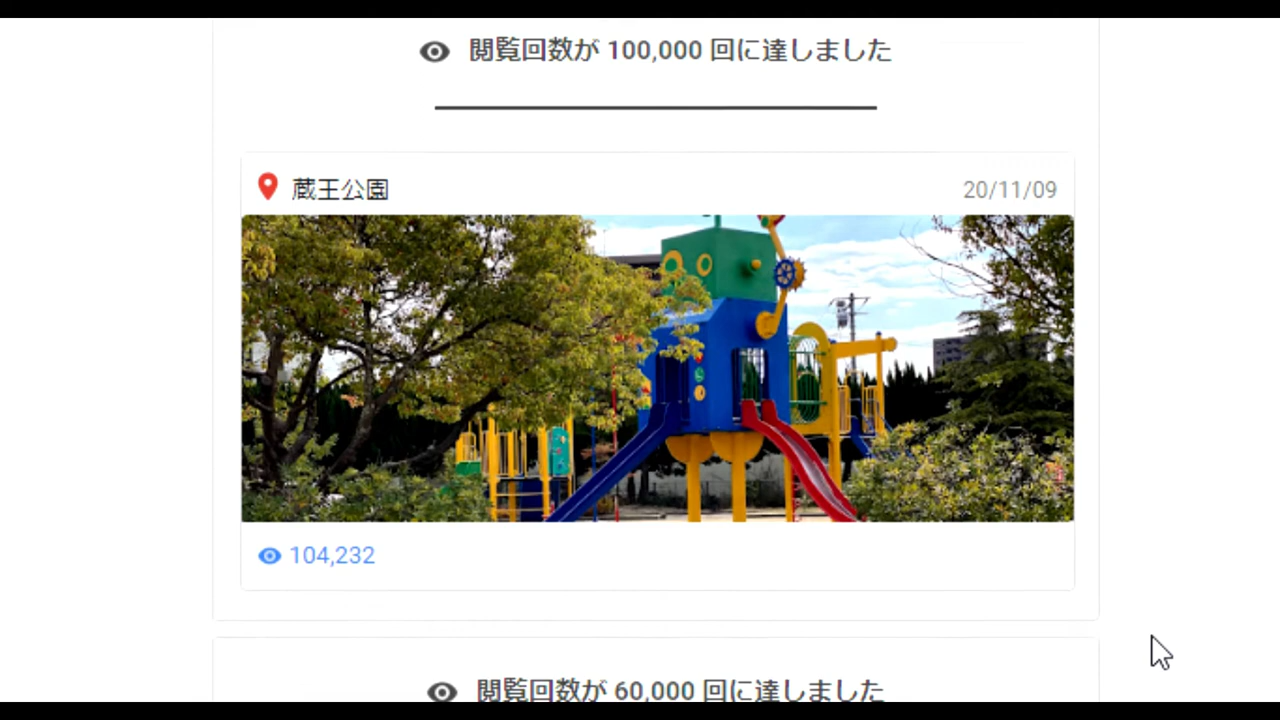 閲覧回数が 100,000 回に達しました
蔵王公園
20/11/09
104,232
閲覧回数が 60,000 回に達しました